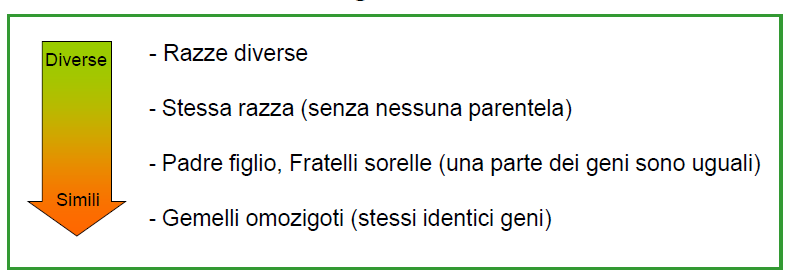 Diverse
- Razze diverse
- Stessa razza (senza nessuna parentela)
- Padre figlio, Fratelli sorelle (una parte dei geni sono uguali)
Simili
- Gemelli omozigoti (stessi identici geni)